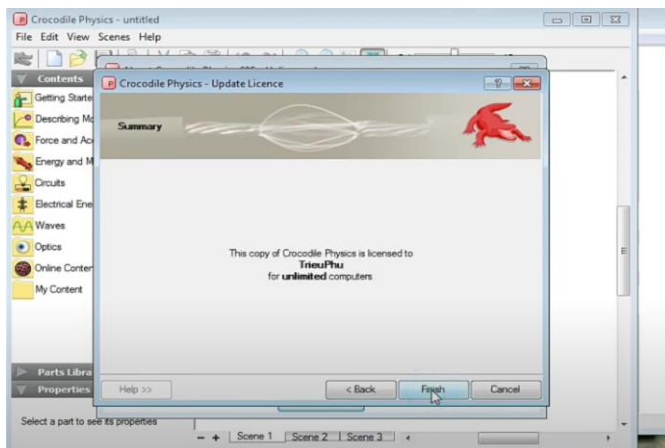 Crocodile Physics - untitled
File Edit View Scenes Help
Contents
Crocodile Physics - Update Licence
Getting Starte
Describing Mo
Summary
Force and Ac
Energy and M
Circuits
Electrical Ene
Waves
Optics
This copy of Crocodile Physics is licensed to
TrieuPhu
for unlimited computers
Online Conter
My Content
Parts Libra
Properties
Help >>
< Back
Finish
Cancel
Select a part to see its properties
- + Scene 1 Scene 2 Scene 3